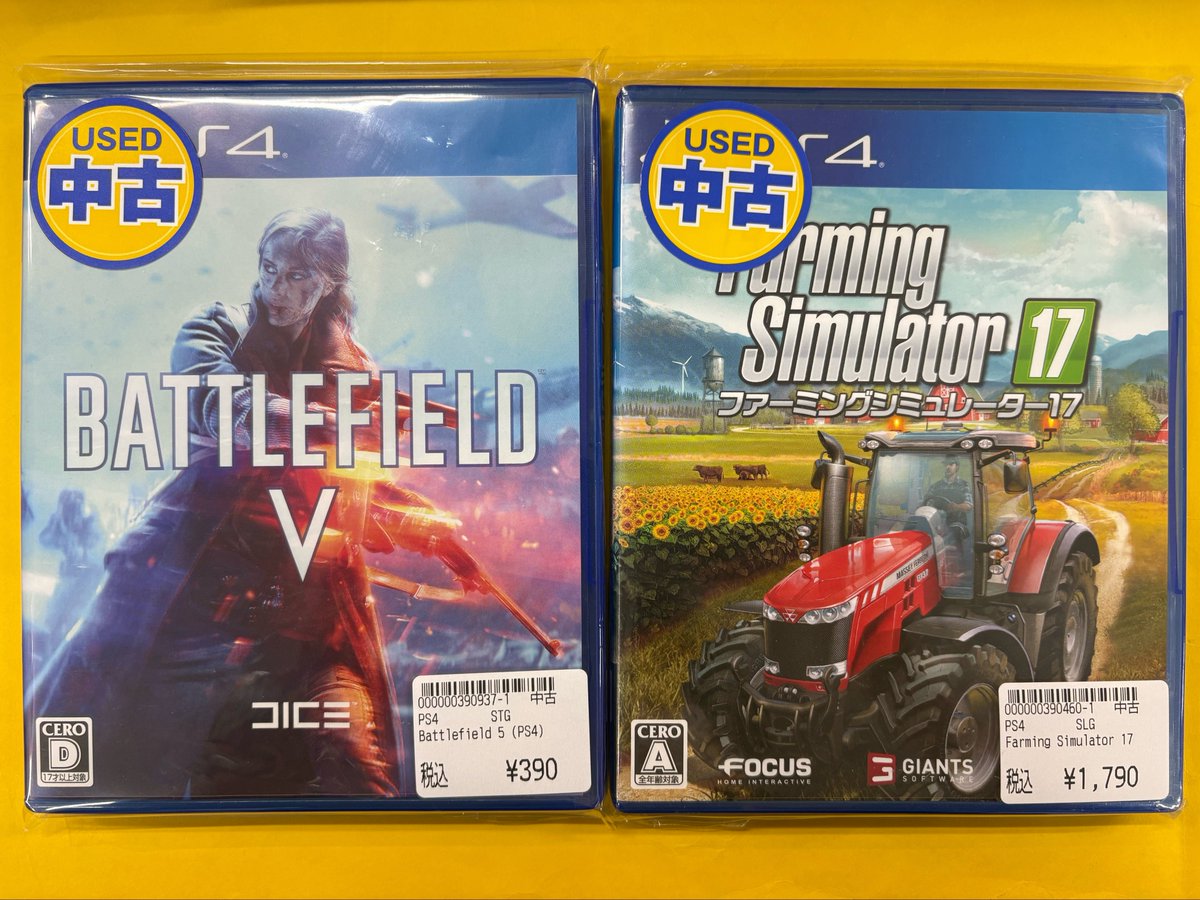 USED
中古
PS4
BATTLEFIELD
V
DICE
CERO
D
17才以上対象
000000390937-1 中古
PS4 STG
Battlefield 5 (PS4)
税込 ¥390
USED
中古
PS4
Farming
Simulator 17
ファーミングシミュレーター17
MASSEY FERGUSON
CERO
A
全年齢対象
FOCUS
HOME INTERACTIVE
GIANTS
SOFTWARE
000000390460-1 中古
PS4 SLG
Farming Simulator 17
税込 ¥1,790